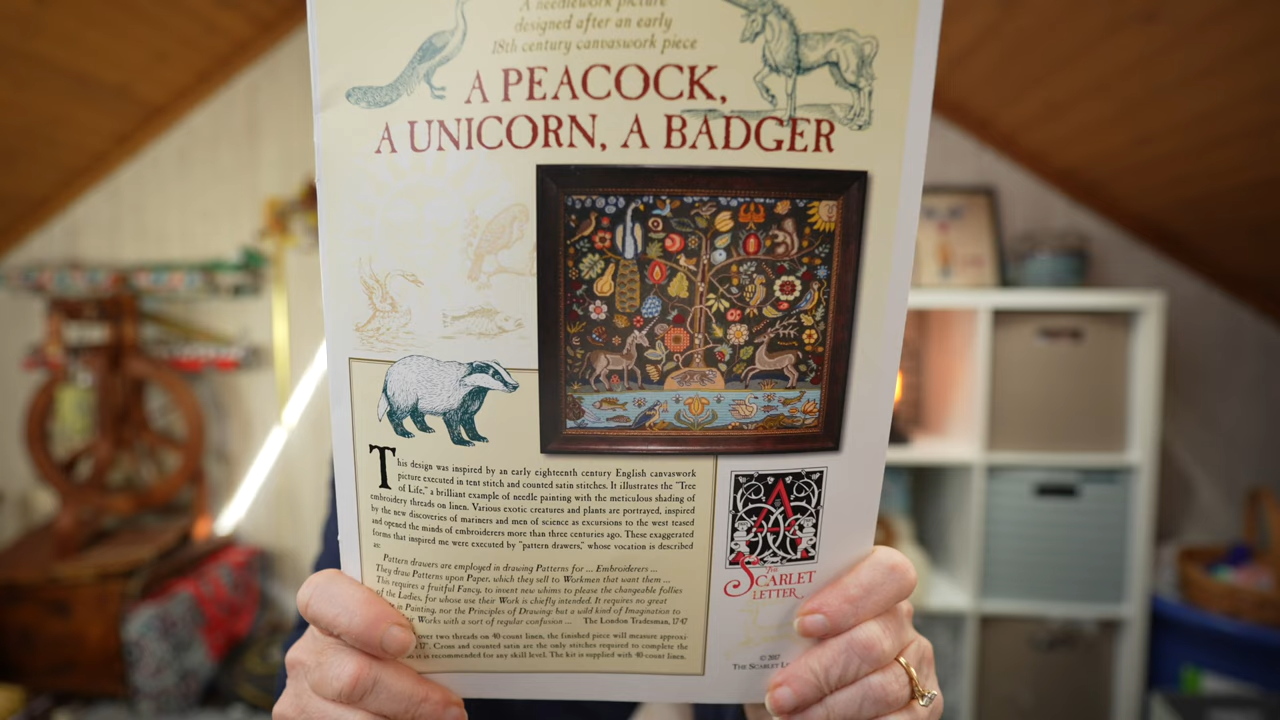 A needlework picture
designed after an early
18th century canvaswork piece
A PEACOCK,
A UNICORN, A BADGER
This design was inspired by an early eighteenth century English canvaswork
picture executed in tent stitch and counted satin stitches. It illustrates the "Tree
of Life," a brilliant example of needle painting with the meticulous shading of
embroidery threads on linen. Various exotic creatures and plants are portrayed, inspired
by the new discoveries of mariners and men of science as excursions to the west teased
and opened the minds of embroiderers more than three centuries ago. These exaggerated
forms that inspired me were executed by "pattern drawers," whose vocation is described
as:
Pattern drawers are employed in drawing Patterns for ... Embroiderers ...
They draw Patterns upon Paper, which they sell to Workmen that want them ...
This requires a fruitful Fancy, to invent new whims to please the changeable follies
of the Ladies, for whose use their Work is chiefly intended. It requires no great
in Painting, nor the Principles of Drawing; but a wild kind of Imagination to
their Works with a sort of regular confusion ... The London Tradesman, 1747
over two threads on 40-count linen, the finished piece will measure approxi-
17". Cross and counted satin are the only stitches required to complete the
it is recommended for any skill level. The kit is supplied with 40-count linen.
A
THE
SCARLET
LETTER
© 2017
THE SCARLET